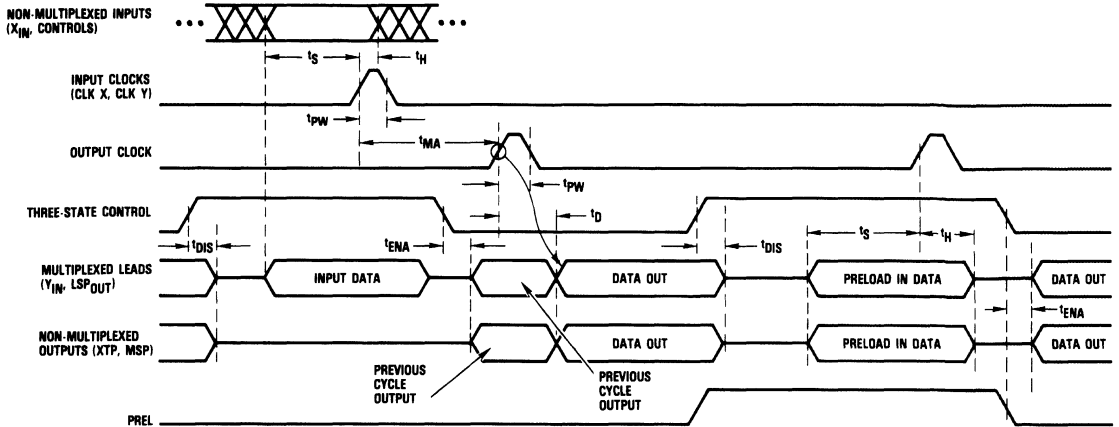 NON-MULTIPLEXED INPUTS
(XIN, CONTROLS)
tS
tH
INPUT CLOCKS
(CLK X, CLK Y)
tPW
tMA
OUTPUT CLOCK
tPW
THREE-STATE CONTROL
tD
tDIS
tENA
tDIS
tS
tH
MULTIPLEXED LEADS
(YIN, LSPOUT)
INPUT DATA
DATA OUT
PRELOAD IN DATA
DATA OUT
tENA
NON-MULTIPLEXED
OUTPUTS (XTP, MSP)
DATA OUT
PRELOAD IN DATA
DATA OUT
PREVIOUS
CYCLE
OUTPUT
PREVIOUS
CYCLE
OUTPUT
PREL